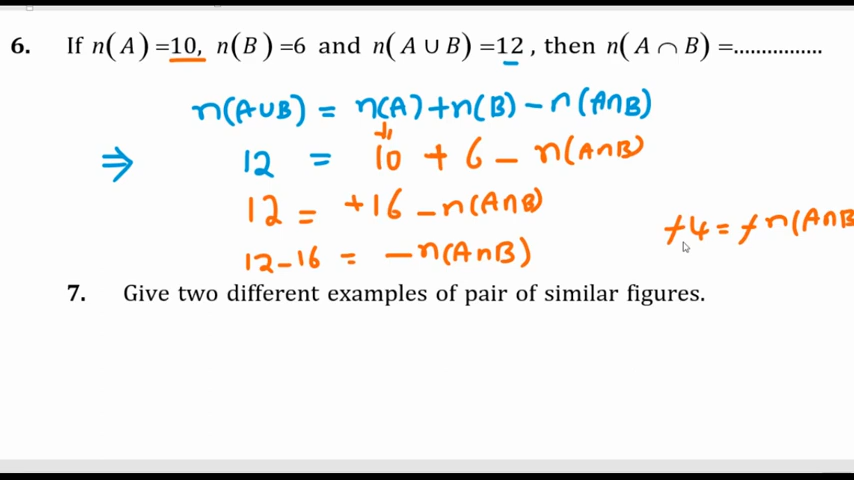 6. If n(A)=10, n(B)=6 and n(A∪B)=12, then n(A∩B)=................
n(A∪B) = n(A)+n(B)-n(A∩B)
⇒ 12 = 10 + 6 - n(A∩B)
12 = +16 - n(A∩B)
12-16 = -n(A∩B)
-4 = -n(A∩B
7. Give two different examples of pair of similar figures.